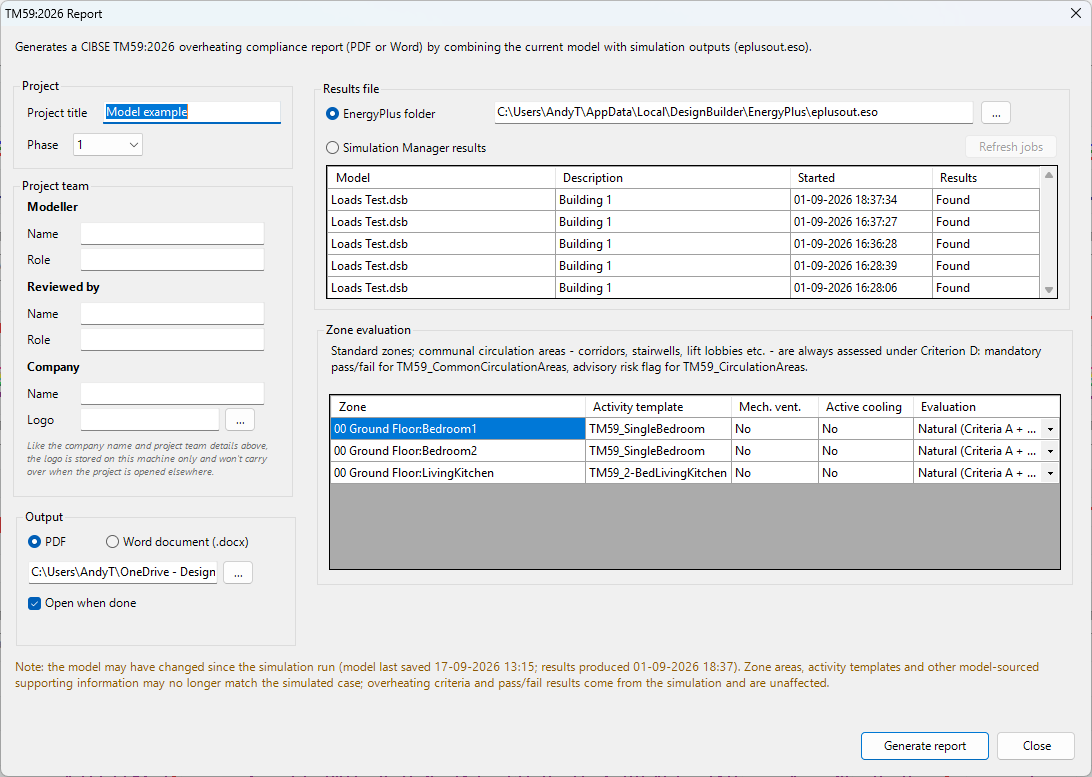 TM59:2026 Report
Generates a CIBSE TM59:2026 overheating compliance report (PDF or Word) by combining the current model with simulation outputs (eplusout.eso).
Project
Project title Model example
Phase 1
Project team
Modeller
Name
Role
Reviewed by
Name
Role
Company
Name
Logo ...
Like the company name and project team details above,
the logo is stored on this machine only and won't carry
over when the project is opened elsewhere.
Output
PDF Word document (.docx)
C:\Users\AndyT\OneDrive - Design ...
Open when done
Results file
EnergyPlus folder C:\Users\AndyT\AppData\Local\DesignBuilder\EnergyPlus\eplusout.eso ...
Simulation Manager results Refresh jobs
Model Description Started Results
Loads Test.dsb Building 1 01-09-2026 18:37:34 Found
Loads Test.dsb Building 1 01-09-2026 16:37:27 Found
Loads Test.dsb Building 1 01-09-2026 16:36:28 Found
Loads Test.dsb Building 1 01-09-2026 16:28:39 Found
Loads Test.dsb Building 1 01-09-2026 16:28:06 Found
Zone evaluation
Standard zones; communal circulation areas - corridors, stairwells, lift lobbies etc. - are always assessed under Criterion D: mandatory
pass/fail for TM59_CommonCirculationAreas, advisory risk flag for TM59_CirculationAreas.
Zone Activity template Mech. vent. Active cooling Evaluation
00 Ground Floor:Bedroom1 TM59_SingleBedroom No No Natural (Criteria A + ...
00 Ground Floor:Bedroom2 TM59_SingleBedroom No No Natural (Criteria A + ...
00 Ground Floor:LivingKitchen TM59_2-BedLivingKitchen No No Natural (Criteria A + ...
Note: the model may have changed since the simulation run (model last saved 17-09-2026 13:15; results produced 01-09-2026 18:37). Zone areas, activity templates and other model-sourced
supporting information may no longer match the simulated case; overheating criteria and pass/fail results come from the simulation and are unaffected.
Generate report Close